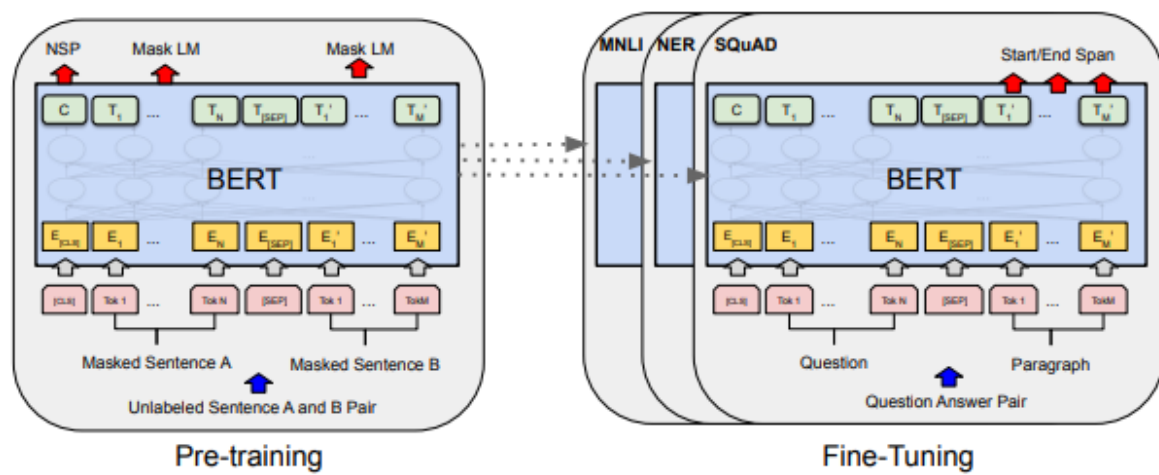 NSP Mask LM Mask LM
C T1 ... TN T[SEP] T1' ... TM'
...
BERT
...
E[CLS] E1 ... EN E[SEP] E1' ... EM'
[CLS] Tok 1 ... Tok N [SEP] Tok 1 ... TokM
Masked Sentence A Masked Sentence B
Unlabeled Sentence A and B Pair
Pre-training
MNLI NER SQuAD
Start/End Span
C T1 ... TN T[SEP] T1' ... TM'
...
BERT
...
E[CLS] E1 ... EN E[SEP] E1' ... EM'
[CLS] Tok 1 ... Tok N [SEP] Tok 1 ... TokM
Question Paragraph
Question Answer Pair
Fine-Tuning